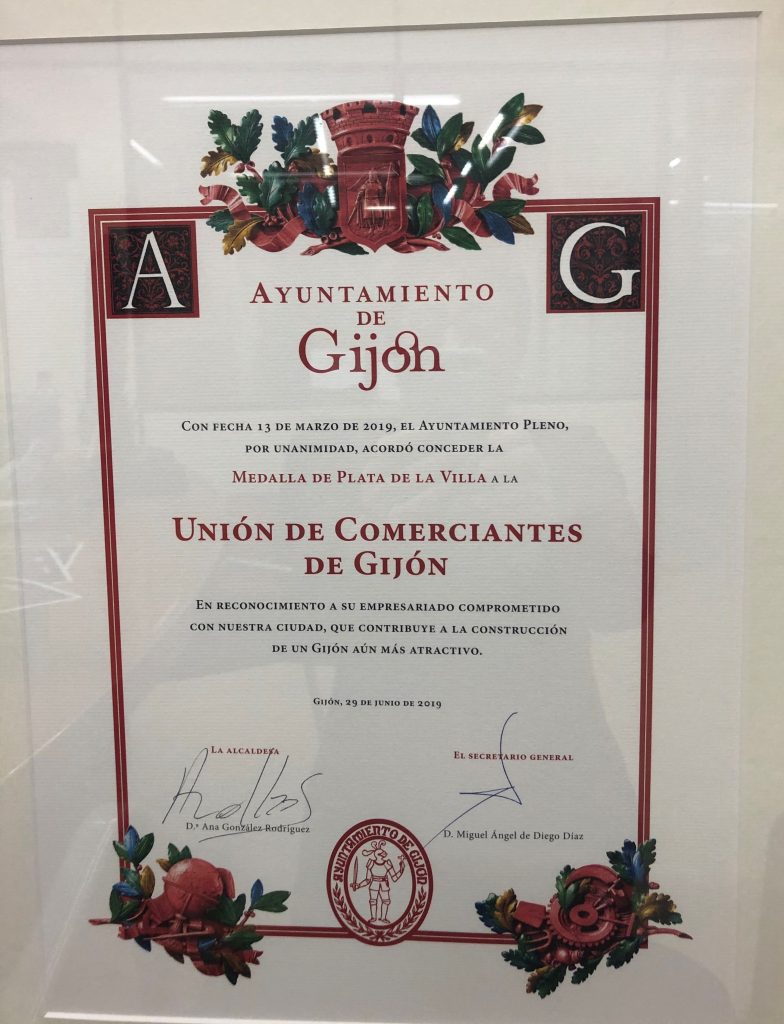 A G
AYUNTAMIENTO
DE
Gijón
CON FECHA 13 DE MARZO DE 2019, EL AYUNTAMIENTO PLENO,
POR UNANIMIDAD, ACORDÓ CONCEDER LA
MEDALLA DE PLATA DE LA VILLA A LA
UNIÓN DE COMERCIANTES
DE GIJÓN
EN RECONOCIMIENTO A SU EMPRESARIADO COMPROMETIDO
CON NUESTRA CIUDAD, QUE CONTRIBUYE A LA CONSTRUCCIÓN
DE UN GIJÓN AÚN MÁS ATRACTIVO.
GIJÓN, 29 DE JUNIO DE 2019
LA ALCALDESA
EL SECRETARIO GENERAL
D.ª Ana González Rodríguez
D. Miguel Ángel de Diego Díaz
AYUNTAMIENTO DE GIJON